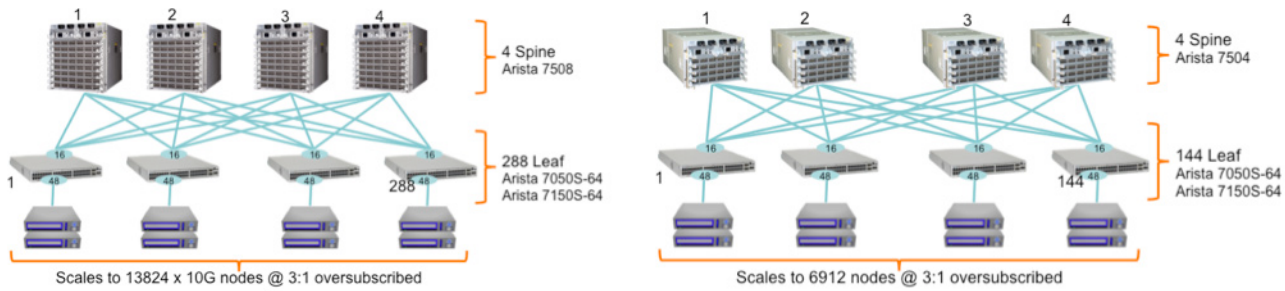 1 2 3 4
4 Spine
Arista 7508
16 16 16 16
1
48 48 48 48
288
288 Leaf
Arista 7050S-64
Arista 7150S-64
Scales to 13824 x 10G nodes @ 3:1 oversubscribed
1 2 3 4
4 Spine
Arista 7504
16 16 16 16
1
48 48 48 48
144
144 Leaf
Arista 7050S-64
Arista 7150S-64
Scales to 6912 nodes @ 3:1 oversubscribed